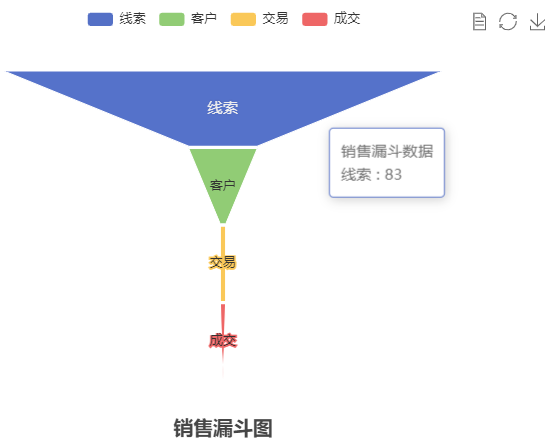 线索 客户 交易 成交
线索
销售漏斗数据
线索 : 83
客户
交易
成交
销售漏斗图